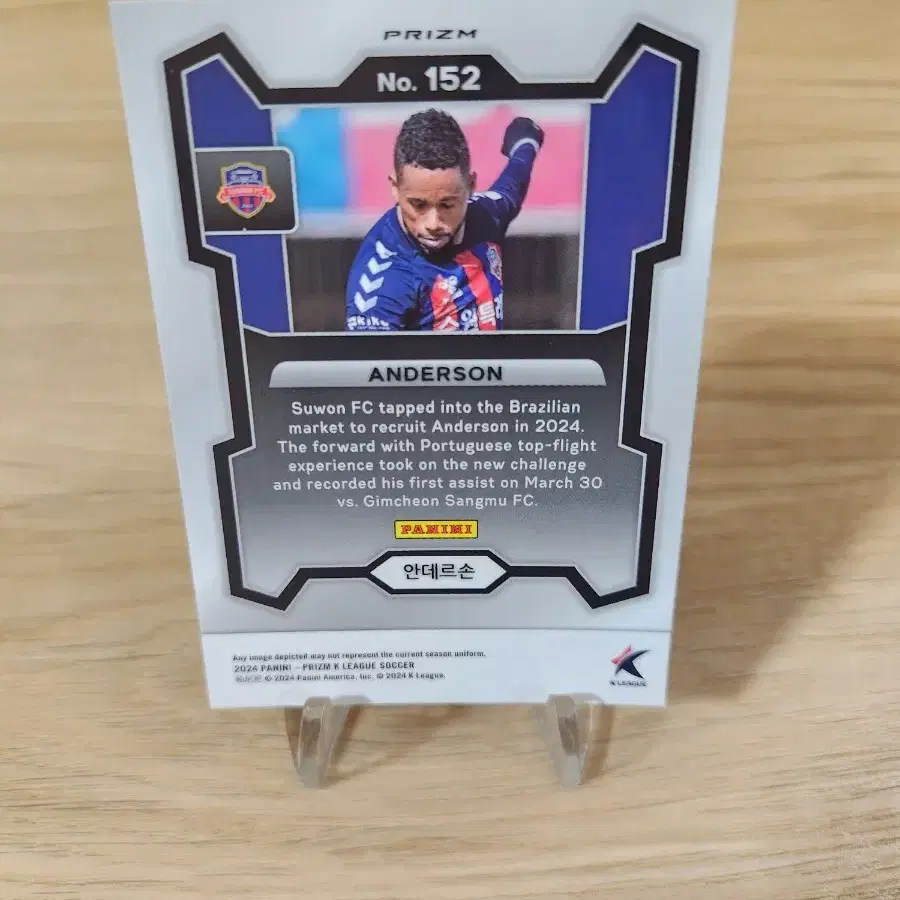 PRIZM
No. 152
SUWON FC
ANDERSON
Suwon FC tapped into the Brazilian
market to recruit Anderson in 2024.
The forward with Portuguese top-flight
experience took on the new challenge
and recorded his first assist on March 30
vs. Gimcheon Sangmu FC.
PANINI
안데르손
Any image depicted may not represent the current season uniform.
2024 PANINI – PRIZM K LEAGUE SOCCER
© 2024 Panini America, Inc. © 2024 K League.
K LEAGUE